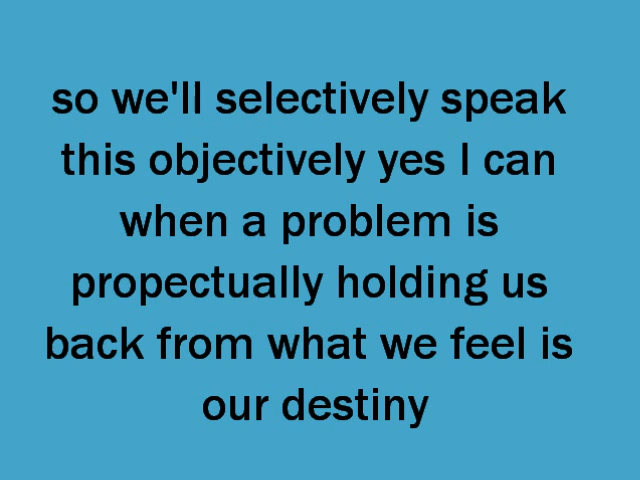 so we'll selectively speak
this objectively yes I can
when a problem is
propectually holding us
back from what we feel is
our destiny